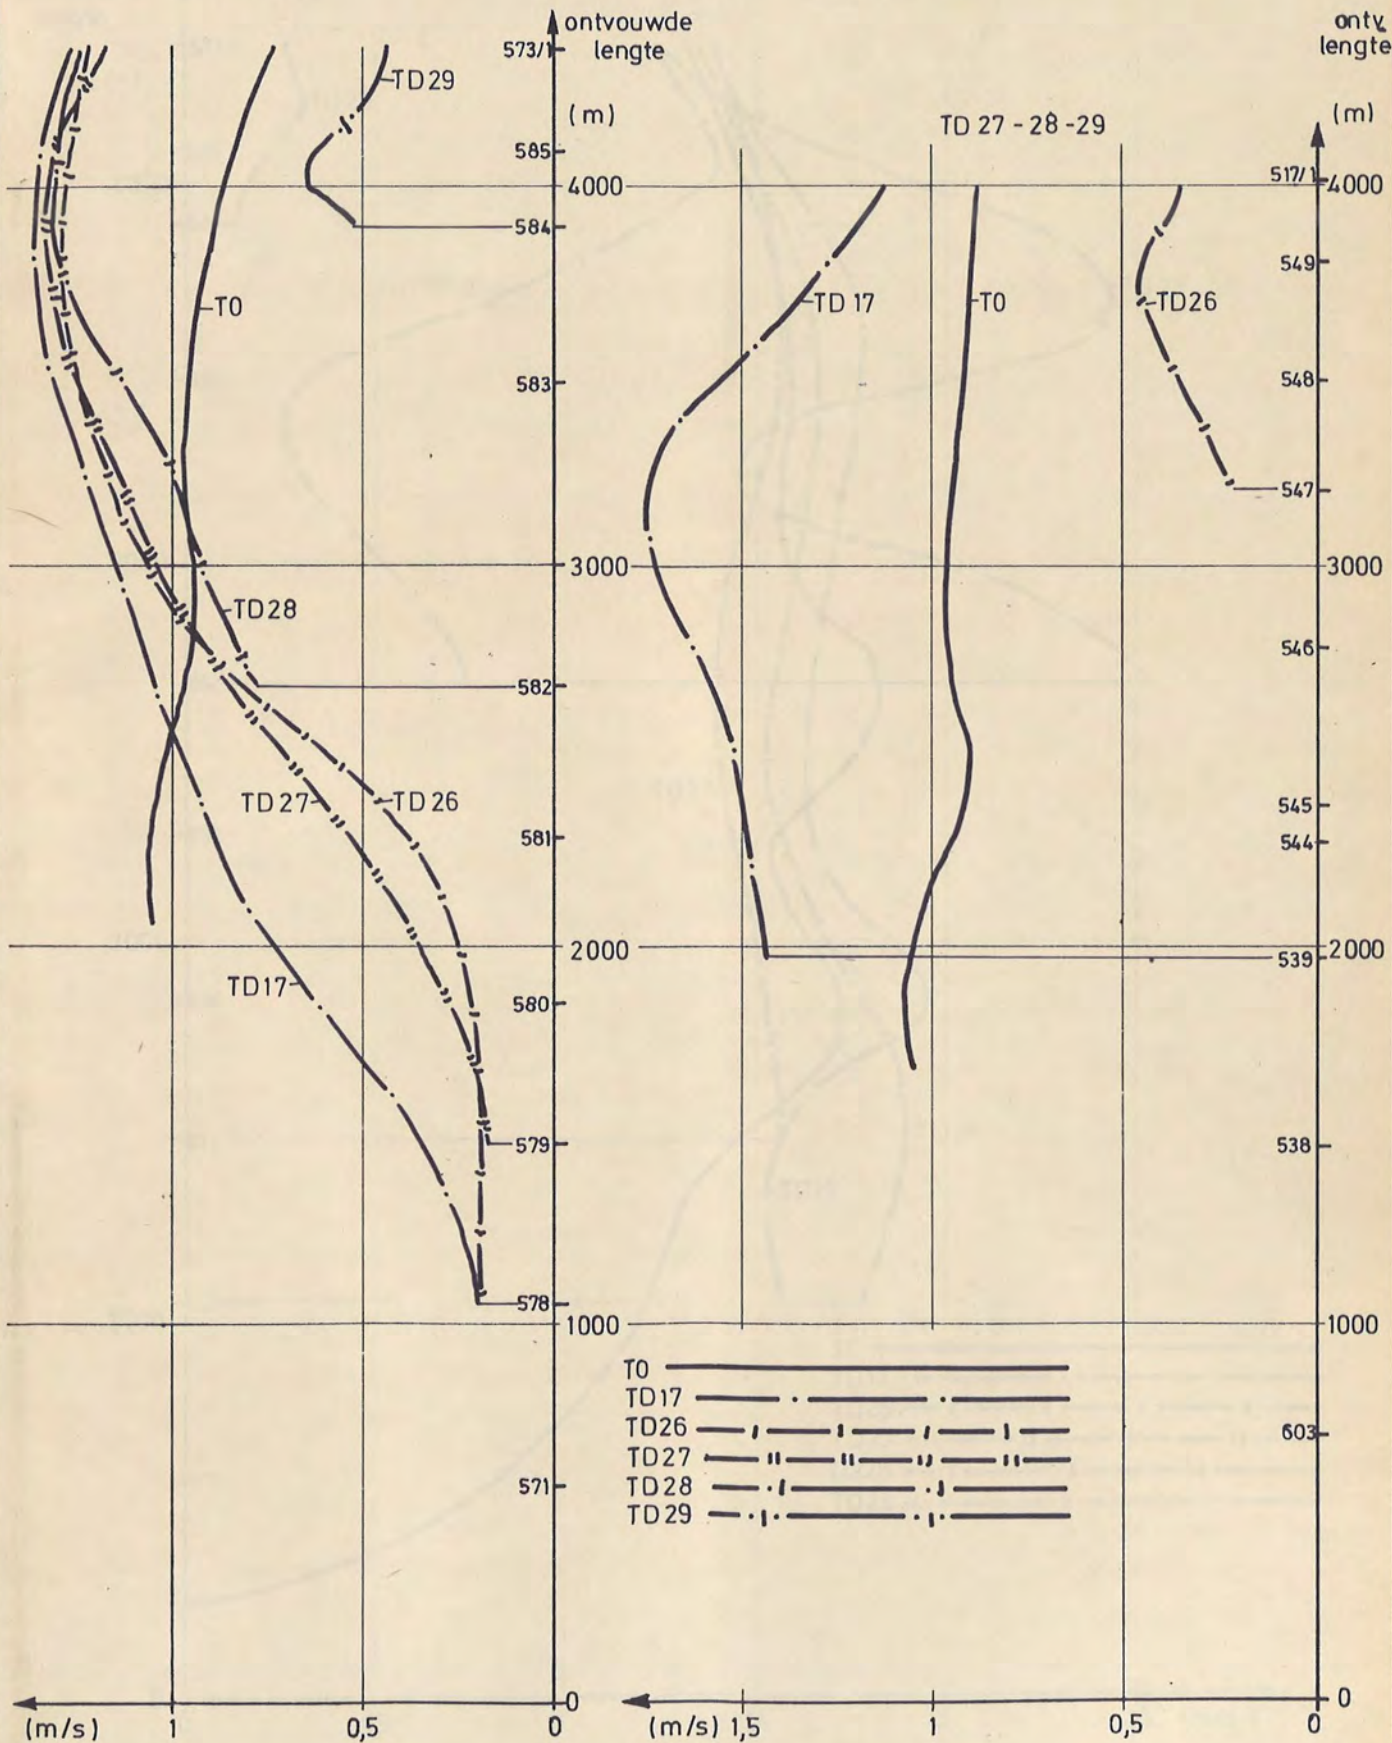 ontvouwde
lengte
(m)
573/1
585
4000
584
583
3000
582
581
2000
580
579
578
1000
571
0
TD29
T0
TD28
TD27
TD26
TD17
(m/s)
1
0,5
0
ontv.
lengte
(m)
TD 27 - 28 - 29
517/1
4000
549
548
547
3000
546
545
544
2000
539
538
1000
603
0
TD 17
T0
TD26
T0
TD17
TD26
TD27
TD28
TD29
(m/s)
1,5
1
0,5
0